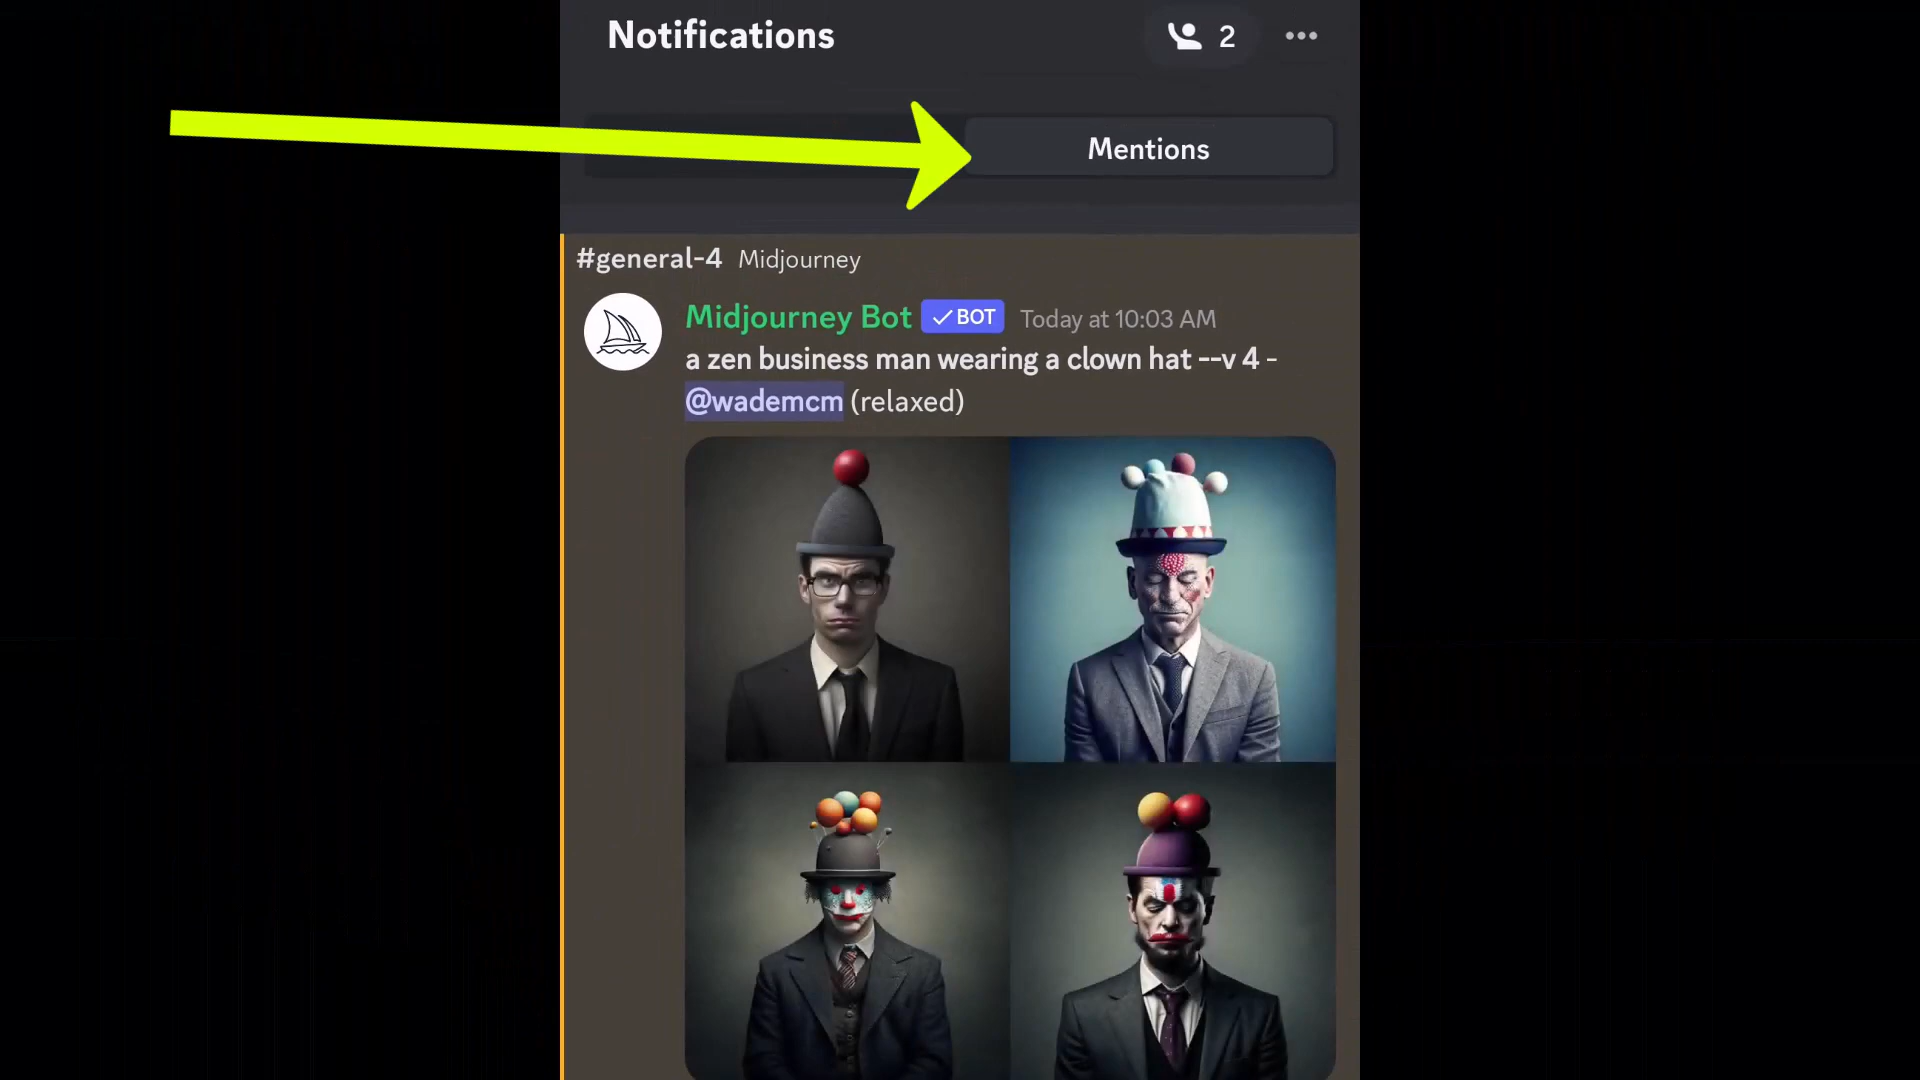 Notifications
2
Mentions
#general-4 Midjourney
Midjourney Bot ✓BOT Today at 10:03 AM
a zen business man wearing a clown hat --v 4 -
@wademcm (relaxed)